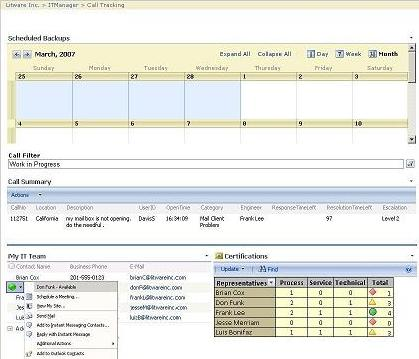 Litware Inc. > ITManager > Call Tracking
Scheduled Backups
March, 2007 Expand All Collapse All Day Week Month
Sunday Monday Tuesday Wednesday Thursday Friday Saturday
25 26 27 28 1 2 3
4 5 6 7 8 9 10
Call Filter
Work in Progress
Call Summary
Actions
CallNo Location Description UserID OpenTime Category Engineer ResponseTimeLeft ResolutionTimeLeft Escalation
112751 California my mailbox is not opening. DavisS 16:34:09 Mail Client Frank Lee 97 Level 2
do the needful. Problem
My IT Team
Contact Name Business Phone E-Mail
Brian Cox 201-555-0123 brianC@litwareinc.com
Don Funk - Available donF@litwareinc.com
Schedule a Meeting... frankL@litwareinc.com
View My Site... jesseM@litwareinc.com
Send Mail luisB@litwareinc.com
Add to Instant Messaging Contacts...
Reply with Instant Message
Additional Actions
Add to Outlook Contacts
Certifications
Update Find
Representatives Process Service Technical Total
Brian Cox 1 0 0 1
Don Funk 2 0 1 3
Frank Lee 2 1 1 4
Jesse Merriam 0 1 0 1
Luis Bonifaz 1 1 1 3